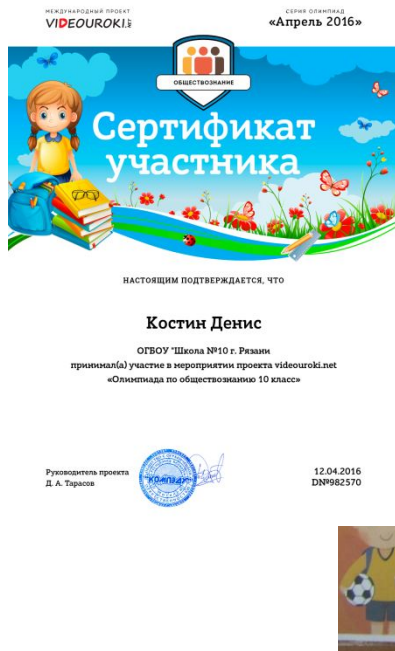 МЕЖДУНАРОДНЫЙ ПРОЕКТ
VIDEOUROKI.NET
СЕРИЯ ОЛИМПИАД
«Апрель 2016»
ОБЩЕСТВОЗНАНИЕ
Сертификат
участника
НАСТОЯЩИМ ПОДТВЕРЖДАЕТСЯ, ЧТО
Костин Денис
ОГБОУ "Школа №10 г. Рязани
принимал(а) участие в мероприятии проекта videouroki.net
«Олимпиада по обществознанию 10 класс»
Руководитель проекта
Д. А. Тарасов
12.04.2016
DN№982570